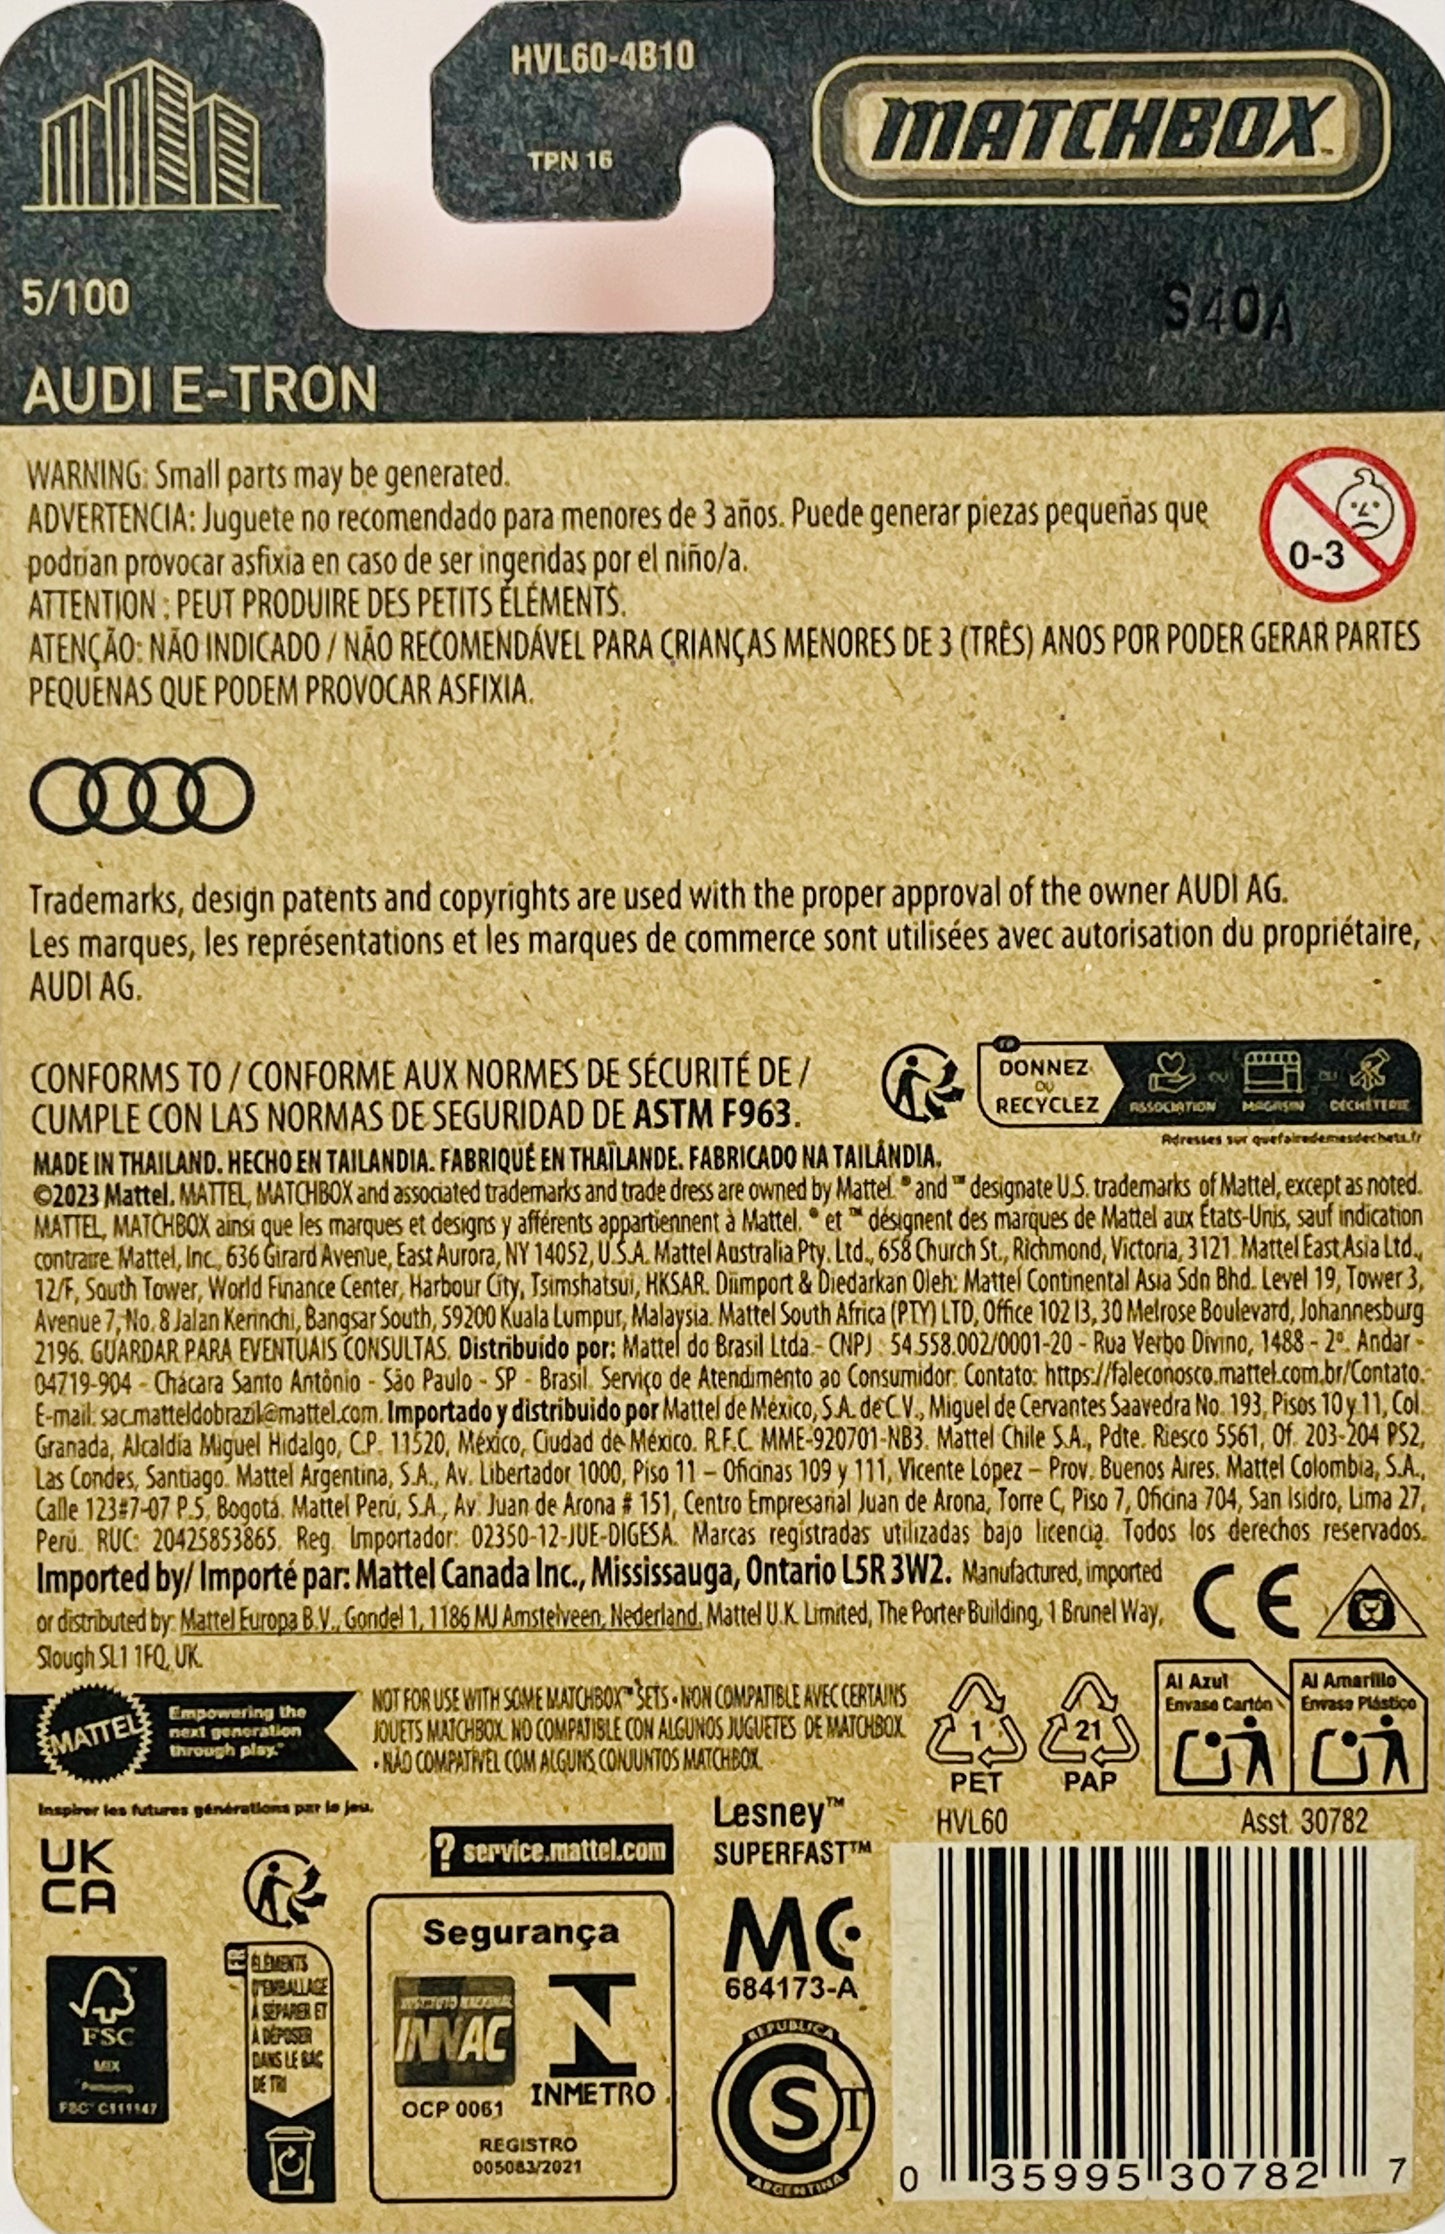 HVL60-4B10
TPN 16
MATCHBOX™
5/100
S40A
AUDI E-TRON
WARNING: Small parts may be generated.
ADVERTENCIA: Juguete no recomendado para menores de 3 años. Puede generar piezas pequeñas que
podrían provocar asfixia en caso de ser ingeridas por el niño/a.
ATTENTION : PEUT PRODUIRE DES PETITS ÉLÉMENTS.
ATENÇÃO: NÃO INDICADO / NÃO RECOMENDÁVEL PARA CRIANÇAS MENORES DE 3 (TRÊS) ANOS POR PODER GERAR PARTES
PEQUENAS QUE PODEM PROVOCAR ASFIXIA.
0-3
Trademarks, design patents and copyrights are used with the proper approval of the owner AUDI AG.
Les marques, les représentations et les marques de commerce sont utilisées avec autorisation du propriétaire,
AUDI AG.
CONFORMS TO / CONFORME AUX NORMES DE SÉCURITÉ DE /
CUMPLE CON LAS NORMAS DE SEGURIDAD DE ASTM F963.
FR
DONNEZ
OU
RECYCLEZ
ASSOCIATION OU MAGASIN OU DÉCHÈTERIE
Adresses sur quefairedemesdechets.fr
MADE IN THAILAND. HECHO EN TAILANDIA. FABRIQUÉ EN THAÏLANDE. FABRICADO NA TAILÂNDIA.
©2023 Mattel. MATTEL, MATCHBOX and associated trademarks and trade dress are owned by Mattel. ® and ™ designate U.S. trademarks of Mattel, except as noted.
MATTEL, MATCHBOX ainsi que les marques et designs y afférents appartiennent à Mattel. ® et ™ désignent des marques de Mattel aux États-Unis, sauf indication
contraire. Mattel, Inc., 636 Girard Avenue, East Aurora, NY 14052, U.S.A. Mattel Australia Pty. Ltd., 658 Church St., Richmond, Victoria, 3121. Mattel East Asia Ltd.,
12/F, South Tower, World Finance Center, Harbour City, Tsimshatsui, HKSAR. Diimport & Diedarkan Oleh: Mattel Continental Asia Sdn Bhd. Level 19, Tower 3,
Avenue 7, No. 8 Jalan Kerinchi, Bangsar South, 59200 Kuala Lumpur, Malaysia. Mattel South Africa (PTY) LTD, Office 102 I3, 30 Melrose Boulevard, Johannesburg
2196. GUARDAR PARA EVENTUAIS CONSULTAS. Distribuído por: Mattel do Brasil Ltda.- CNPJ : 54.558.002/0001-20 - Rua Verbo Divino, 1488 - 2º. Andar -
04719-904 - Chácara Santo Antônio - São Paulo - SP - Brasil. Serviço de Atendimento ao Consumidor: Contato: https://faleconosco.mattel.com.br/Contato.
E-mail: sac.matteldobrazil@mattel.com. Importado y distribuido por Mattel de México, S.A. de C.V., Miguel de Cervantes Saavedra No. 193, Pisos 10 y 11, Col.
Granada, Alcaldía Miguel Hidalgo, C.P. 11520, México, Ciudad de México. R.F.C. MME-920701-NB3. Mattel Chile S.A., Pdte. Riesco 5561, Of. 203-204 PS2,
Las Condes, Santiago. Mattel Argentina, S.A., Av. Libertador 1000, Piso 11 – Oficinas 109 y 111, Vicente López – Prov. Buenos Aires. Mattel Colombia, S.A.,
Calle 123#7-07 P.5, Bogotá. Mattel Perú, S.A., Av. Juan de Arona # 151, Centro Empresarial Juan de Arona, Torre C, Piso 7, Oficina 704, San Isidro, Lima 27,
Perú. RUC: 20425853865. Reg. Importador: 02350-12-JUE-DIGESA. Marcas registradas utilizadas bajo licencia. Todos los derechos reservados.
Imported by/ Importé par: Mattel Canada Inc., Mississauga, Ontario L5R 3W2. Manufactured, imported
or distributed by: Mattel Europa B.V., Gondel 1, 1186 MJ Amstelveen, Nederland. Mattel U.K. Limited, The Porter Building, 1 Brunel Way,
Slough SL1 1FQ, UK.
CE
MATTEL
Empowering the
next generation
through play.™
Inspirer les futures générations par le jeu.
NOT FOR USE WITH SOME MATCHBOX™ SETS • NON COMPATIBLE AVEC CERTAINS
JOUETS MATCHBOX. NO COMPATIBLE CON ALGUNOS JUGUETES DE MATCHBOX.
• NÃO COMPATÍVEL COM ALGUNS CONJUNTOS MATCHBOX.
1
PET
21
PAP
Al Azul
Envase Cartón
Al Amarillo
Envase Plástico
UK
CA
? service.mattel.com
Lesney™
SUPERFAST™
HVL60
Asst. 30782
FSC
MIX
Packaging
FSC™ C111147
FR
ÉLÉMENTS
D'EMBALLAGE
À SÉPARER ET
À DÉPOSER
DANS LE BAC
DE TRI
Segurança
INSTITUTO NACIONAL
INNAC
OCP 0061
INMETRO
REGISTRO
005083/2021
MC
684173-A
REPUBLICA
S T
ARGENTINA
0 35995 30782 7